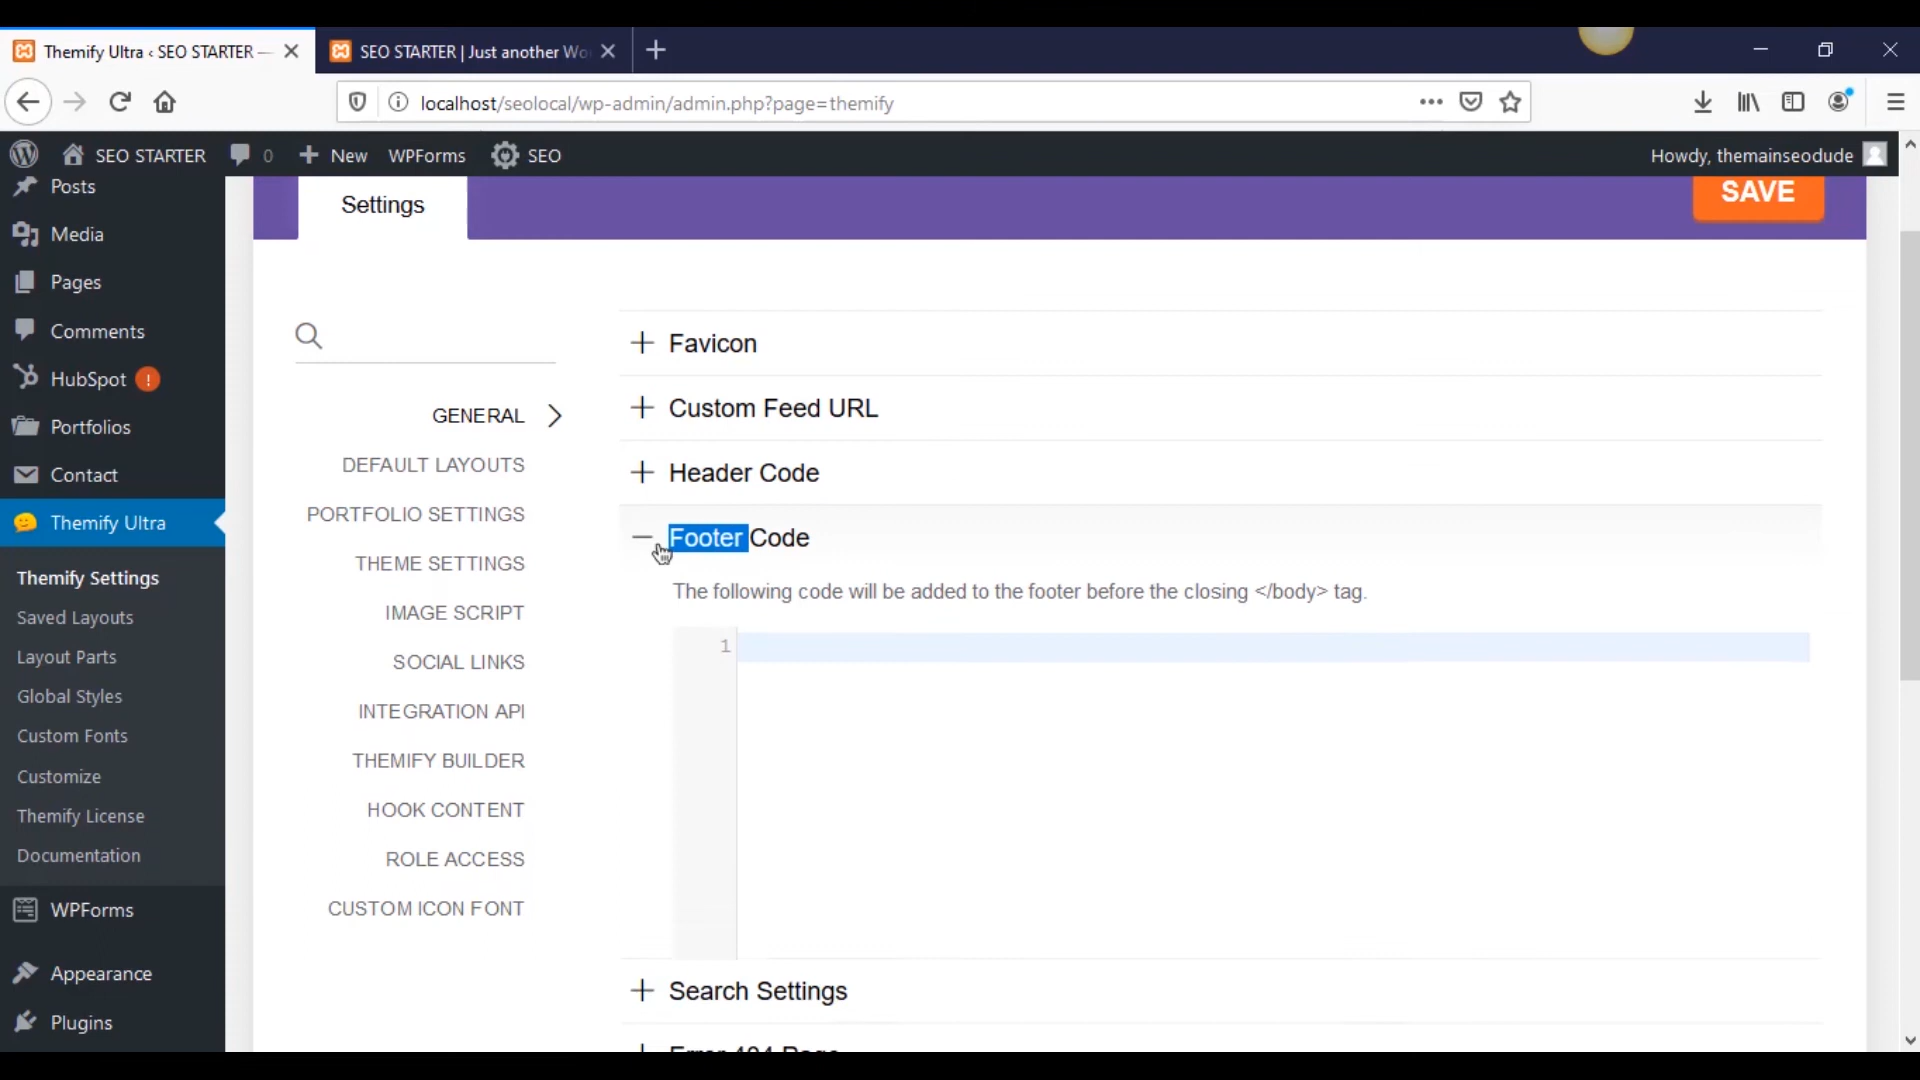 Themify Ultra ‹ SEO STARTER —
SEO STARTER | Just another Wo
localhost/seolocal/wp-admin/admin.php?page=themify
SEO STARTER
0
New
WPForms
SEO
Howdy, themainseodude
Posts
Media
Pages
Comments
HubSpot !
Portfolios
Contact
Themify Ultra
Themify Settings
Saved Layouts
Layout Parts
Global Styles
Custom Fonts
Customize
Themify License
Documentation
WPForms
Appearance
Plugins
Settings
SAVE
GENERAL
DEFAULT LAYOUTS
PORTFOLIO SETTINGS
THEME SETTINGS
IMAGE SCRIPT
SOCIAL LINKS
INTEGRATION API
THEMIFY BUILDER
HOOK CONTENT
ROLE ACCESS
CUSTOM ICON FONT
Favicon
Custom Feed URL
Header Code
Footer Code
The following code will be added to the footer before the closing </body> tag.
1
Search Settings
Error 404 Page